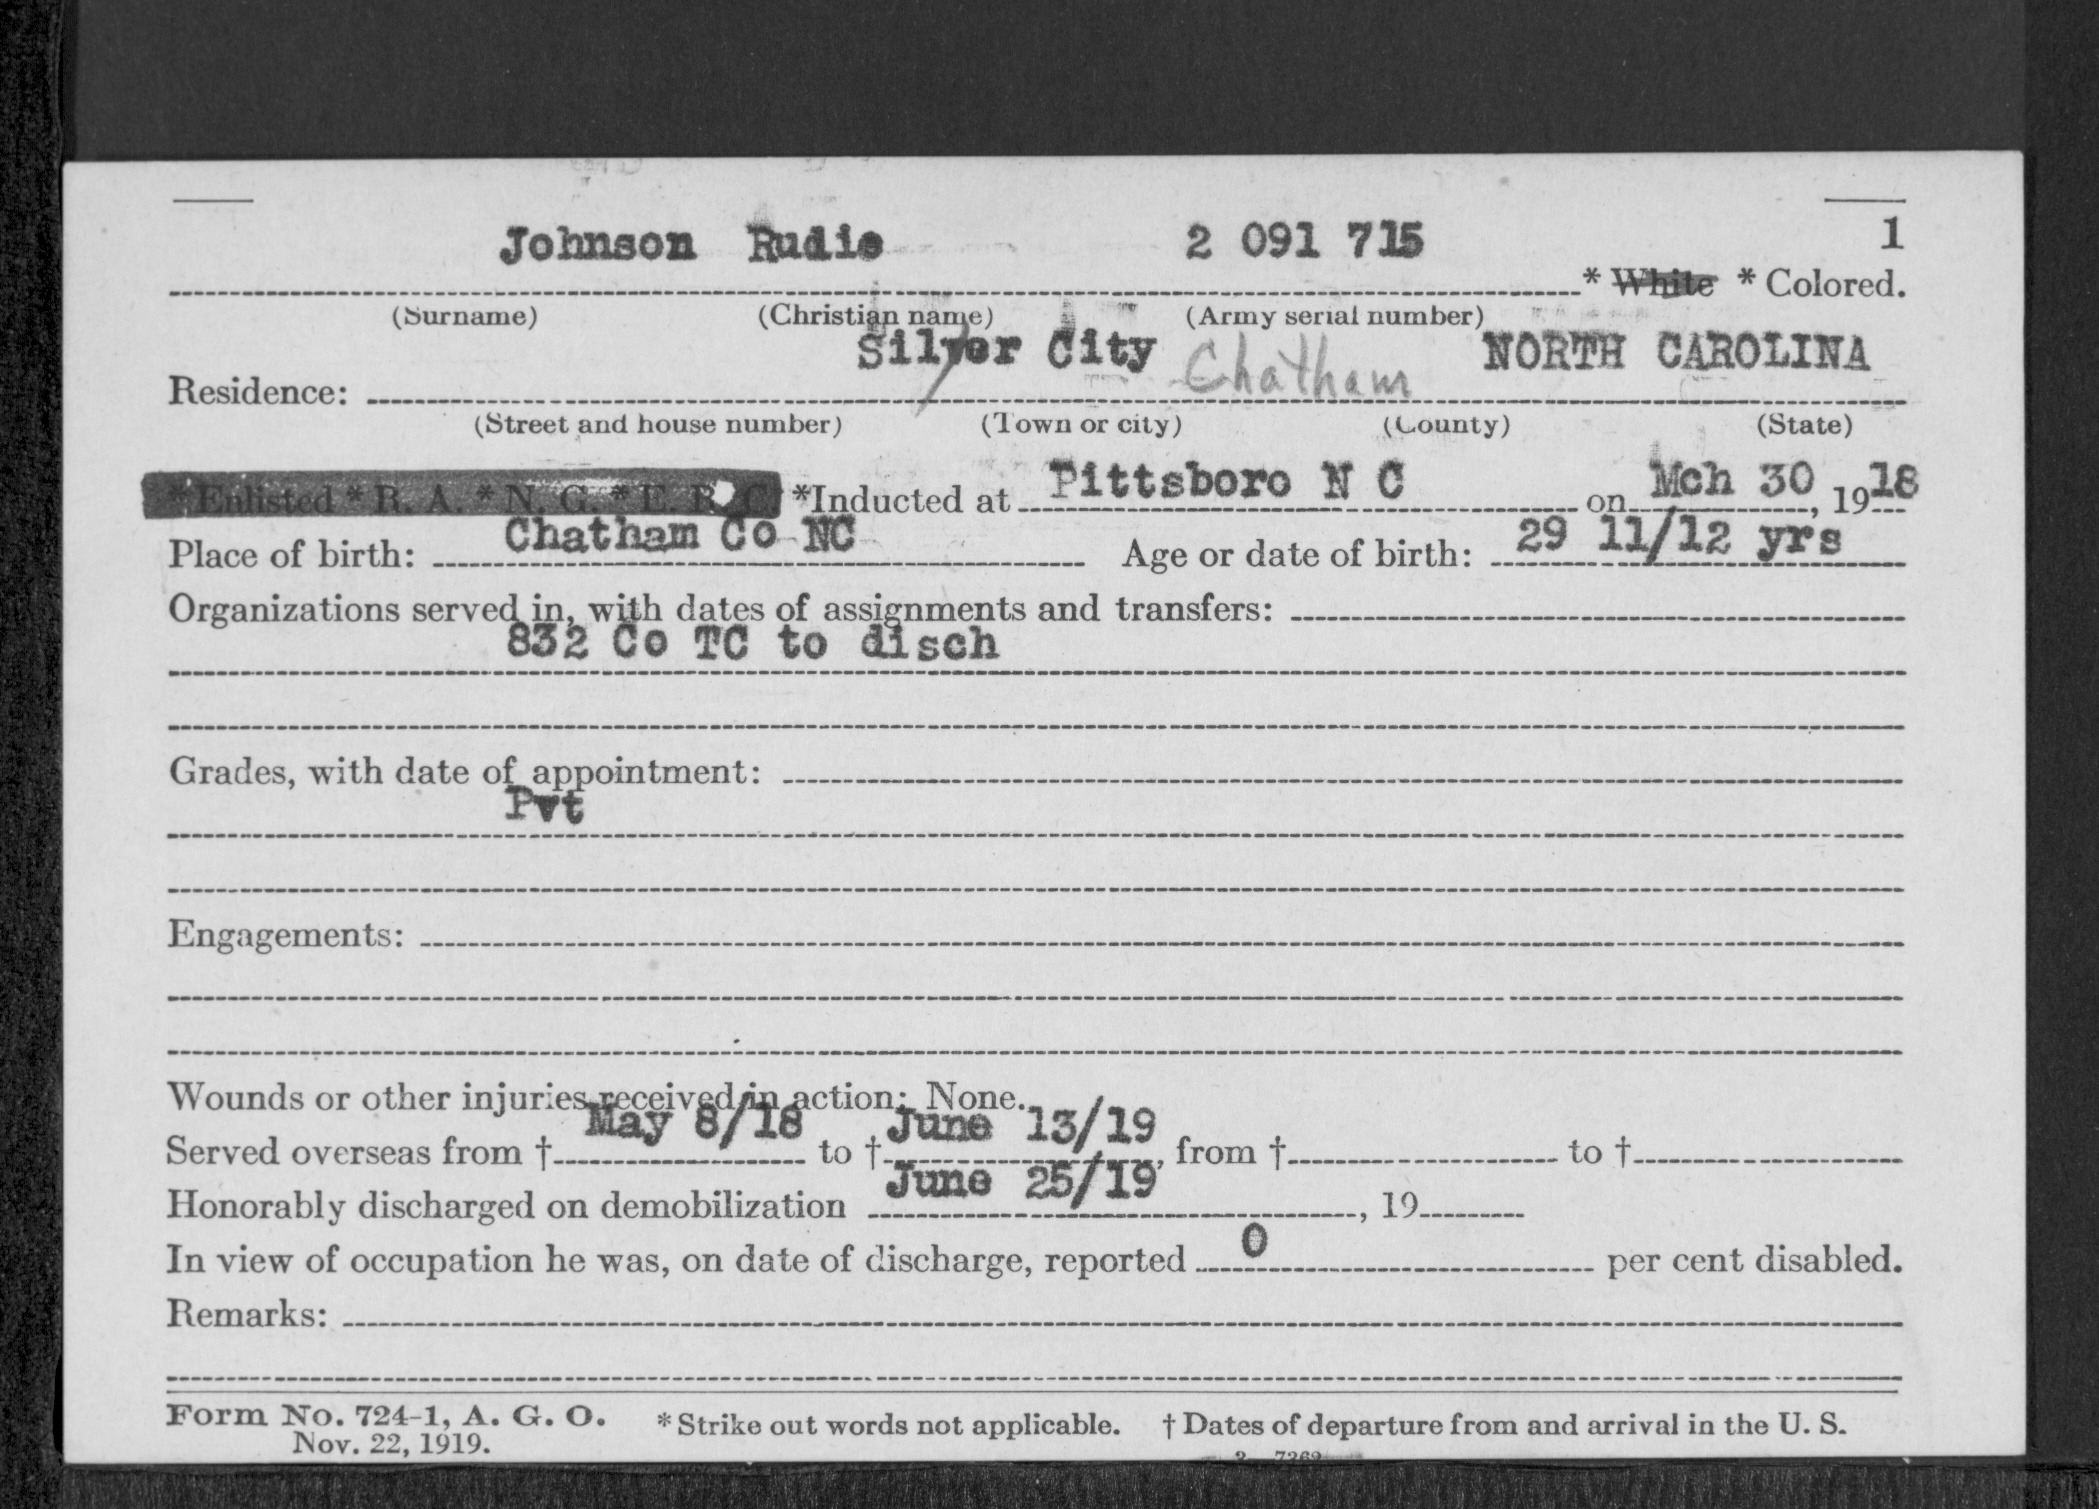 Johnson Rudie 2 091 715 1
* White * Colored.
(Surname) (Christian name) (Army serial number)
Silver City Chatham NORTH CAROLINA
Residence:
(Street and house number) (Town or city) (County) (State)
* Enlisted * R. A. * N. G. * E. R. C. *Inducted at Pittsboro N C on Mch 30, 1918
Place of birth: Chatham Co NC Age or date of birth: 29 11/12 yrs
Organizations served in, with dates of assignments and transfers:
832 Co TC to disch
Grades, with date of appointment:
Pvt
Engagements:
Wounds or other injuries received in action: None.
Served overseas from † May 8/18 to † June 13/19, from † to †
Honorably discharged on demobilization June 25/19, 19
In view of occupation he was, on date of discharge, reported 0 per cent disabled.
Remarks:
Form No. 724-1, A. G. O. * Strike out words not applicable. † Dates of departure from and arrival in the U. S.
Nov. 22, 1919.